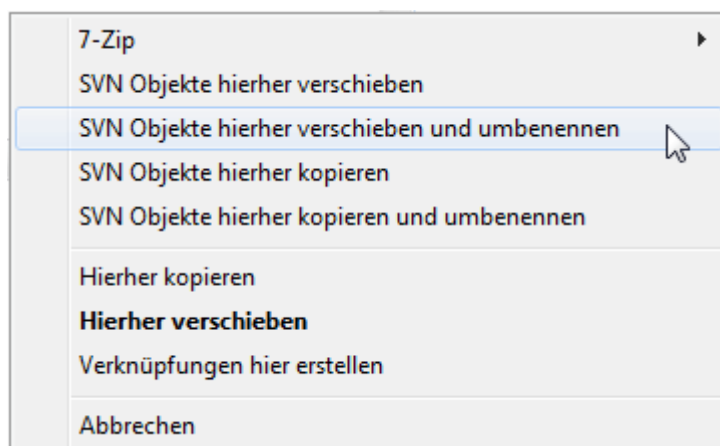 7-Zip
SVN Objekte hierher verschieben
SVN Objekte hierher verschieben und umbenennen
SVN Objekte hierher kopieren
SVN Objekte hierher kopieren und umbenennen
Hierher kopieren
Hierher verschieben
Verknüpfungen hier erstellen
Abbrechen